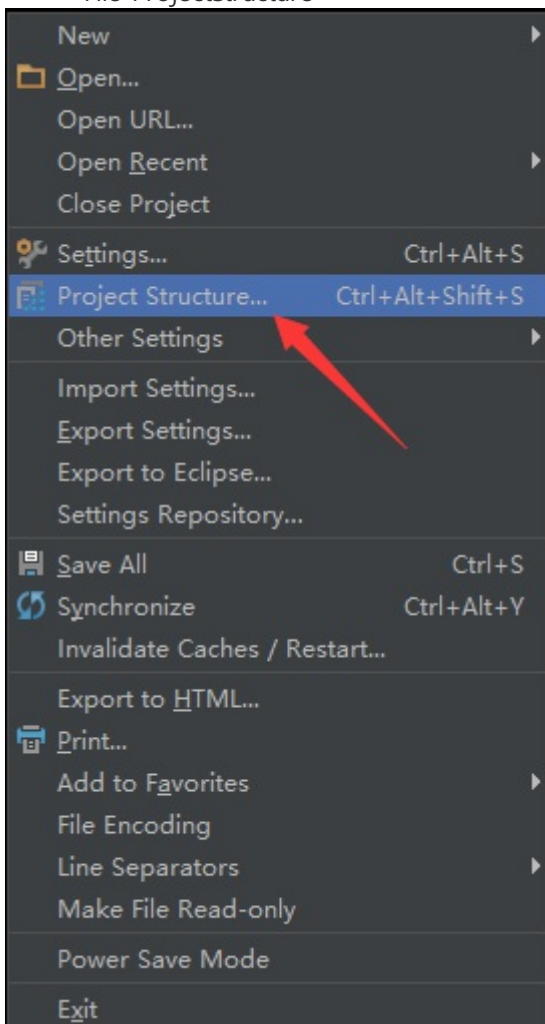 File-ProjectStructure
New
Open...
Open URL...
Open Recent
Close Project
Settings... Ctrl+Alt+S
Project Structure... Ctrl+Alt+Shift+S
Other Settings
Import Settings...
Export Settings...
Export to Eclipse...
Settings Repository...
Save All Ctrl+S
Synchronize Ctrl+Alt+Y
Invalidate Caches / Restart...
Export to HTML...
Print...
Add to Favorites
File Encoding
Line Separators
Make File Read-only
Power Save Mode
Exit